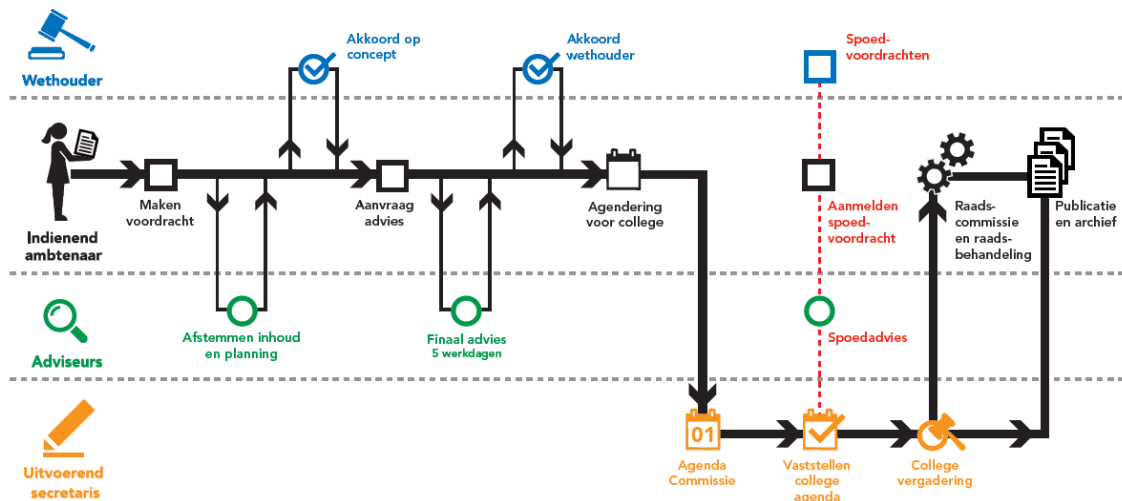 Wethouder
Akkoord op
concept
Akkoord
wethouder
Spoed-
voordrachten
Indienend
ambtenaar
Maken
voordracht
Aanvraag
advies
Agendering
voor college
Aanmelden
spoed-
voordracht
Raads-
commissie
en raads-
behandeling
Publicatie
en archief
Adviseurs
Afstemmen inhoud
en planning
Finaal advies
5 werkdagen
Spoedadvies
Uitvoerend
secretaris
01
Agenda
Commissie
Vaststellen
college
agenda
College
vergadering